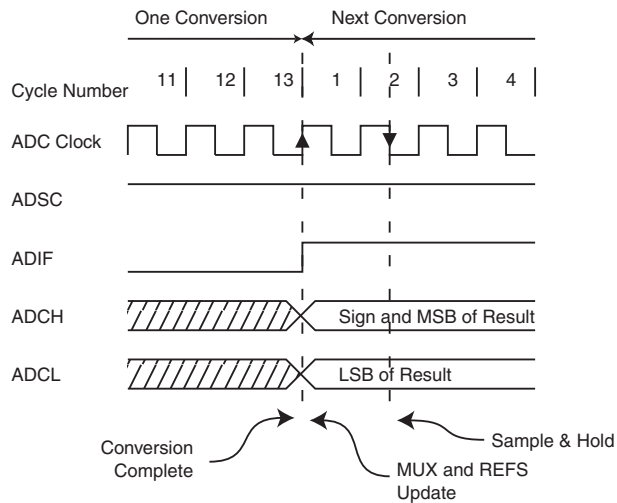 One Conversion Next Conversion
Cycle Number 11 12 13 1 2 3 4
ADC Clock
ADSC
ADIF
ADCH Sign and MSB of Result
ADCL LSB of Result
Conversion
Complete
MUX and REFS
Update
Sample & Hold